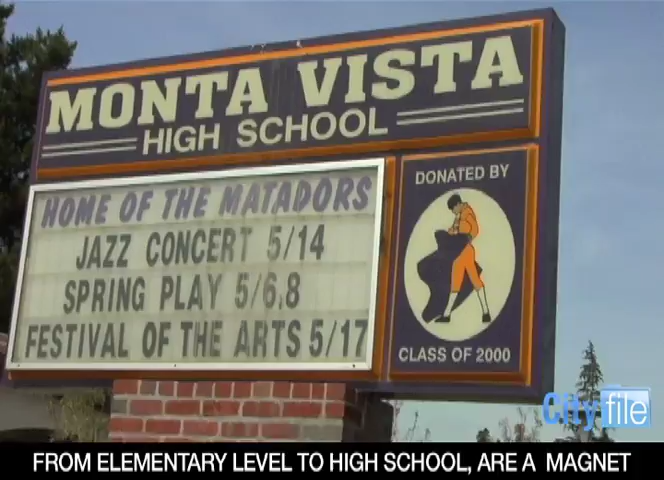 MONTA VISTA
HIGH SCHOOL
HOME OF THE MATADORS
JAZZ CONCERT 5/14
SPRING PLAY 5/6,8
FESTIVAL OF THE ARTS 5/17
DONATED BY
CLASS OF 2000
City file
FROM ELEMENTARY LEVEL TO HIGH SCHOOL, ARE A MAGNET